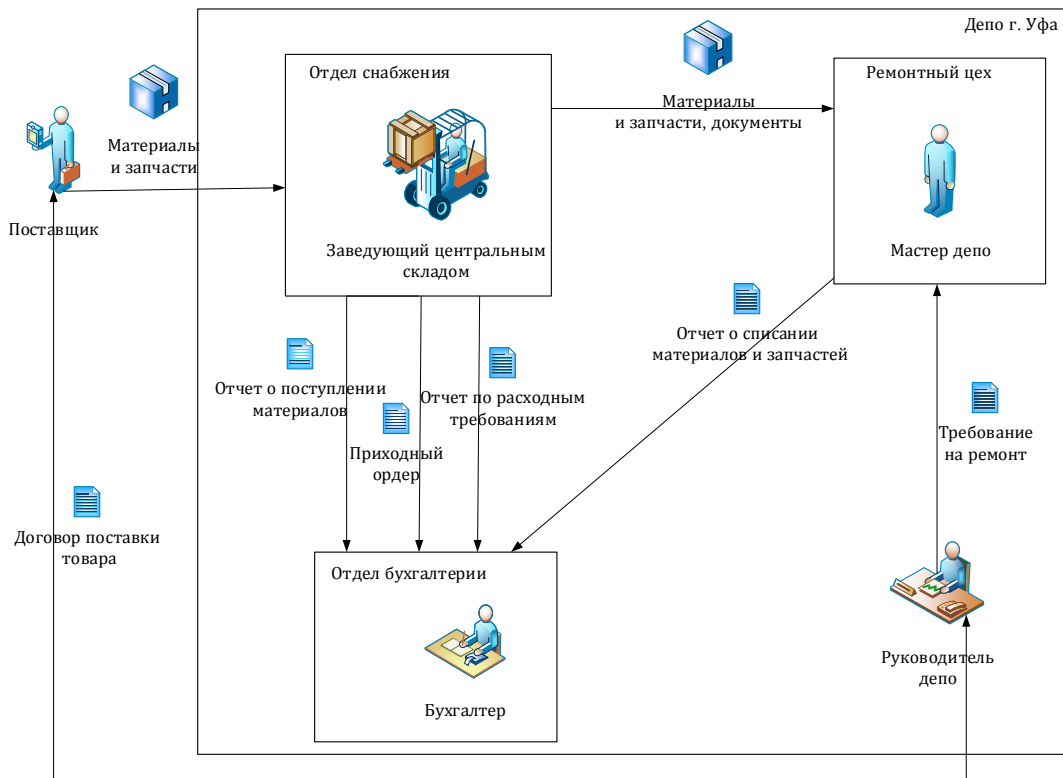 Депо г. Уфа
Отдел снабжения
Ремонтный цех
Материалы
и запчасти
Материалы
и запчасти, документы
Поставщик
Заведующий центральным
складом
Мастер депо
Отчет о поступлении
материалов
Отчет по расходным
требованиям
Отчет о списании
материалов и запчастей
Приходный
ордер
Требование
на ремонт
Договор поставки
товара
Отдел бухгалтерии
Бухгалтер
Руководитель
депо